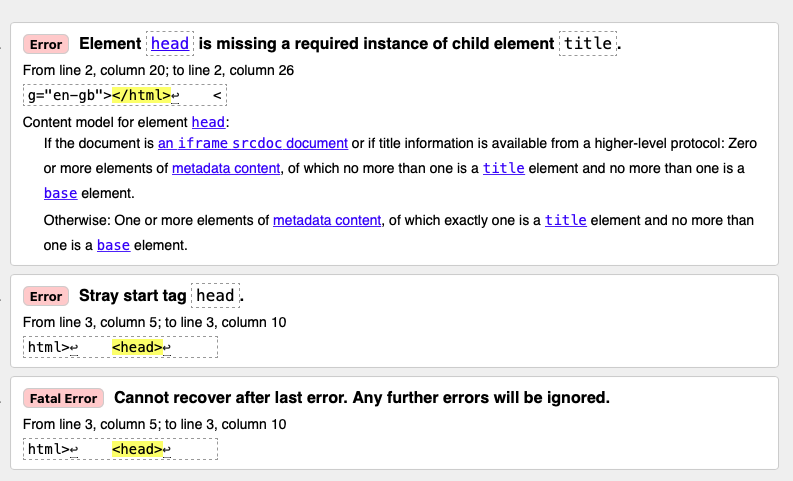 Error Element head is missing a required instance of child element title.
From line 2, column 20; to line 2, column 26
g="en-gb"></html>↩    <
Content model for element head:
If the document is an iframe srcdoc document or if title information is available from a higher-level protocol: Zero
or more elements of metadata content, of which no more than one is a title element and no more than one is a
base element.
Otherwise: One or more elements of metadata content, of which exactly one is a title element and no more than
one is a base element.
Error Stray start tag head.
From line 3, column 5; to line 3, column 10
html>↩    <head>↩
Fatal Error Cannot recover after last error. Any further errors will be ignored.
From line 3, column 5; to line 3, column 10
html>↩    <head>↩